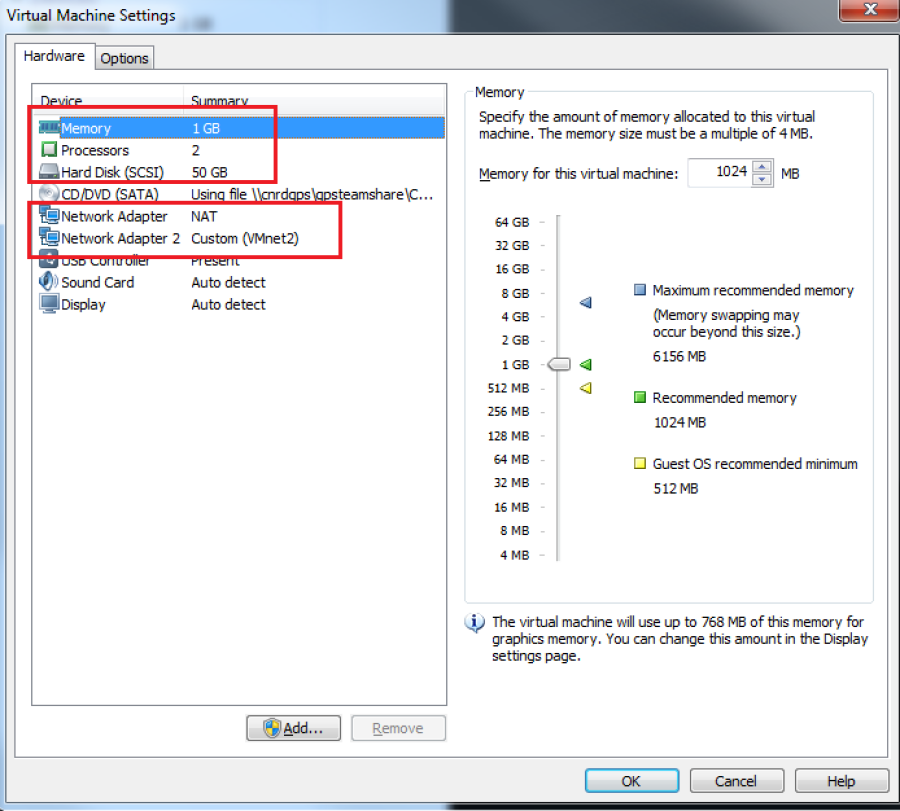 Virtual Machine Settings
Hardware
Options
Device Summary
Memory 1 GB
Processors 2
Hard Disk (SCSI) 50 GB
CD/DVD (SATA) Using file \\cnrdgps\gpsteamshare\C...
Network Adapter NAT
Network Adapter 2 Custom (VMnet2)
USB Controller Present
Sound Card Auto detect
Display Auto detect
Add...
Remove
Memory
Specify the amount of memory allocated to this virtual
machine. The memory size must be a multiple of 4 MB.
Memory for this virtual machine: 1024 MB
64 GB
32 GB
16 GB
8 GB
4 GB
2 GB
1 GB
512 MB
256 MB
128 MB
64 MB
32 MB
16 MB
8 MB
4 MB
Maximum recommended memory
(Memory swapping may
occur beyond this size.)
6156 MB
Recommended memory
1024 MB
Guest OS recommended minimum
512 MB
The virtual machine will use up to 768 MB of this memory for
graphics memory. You can change this amount in the Display
settings page.
OK
Cancel
Help